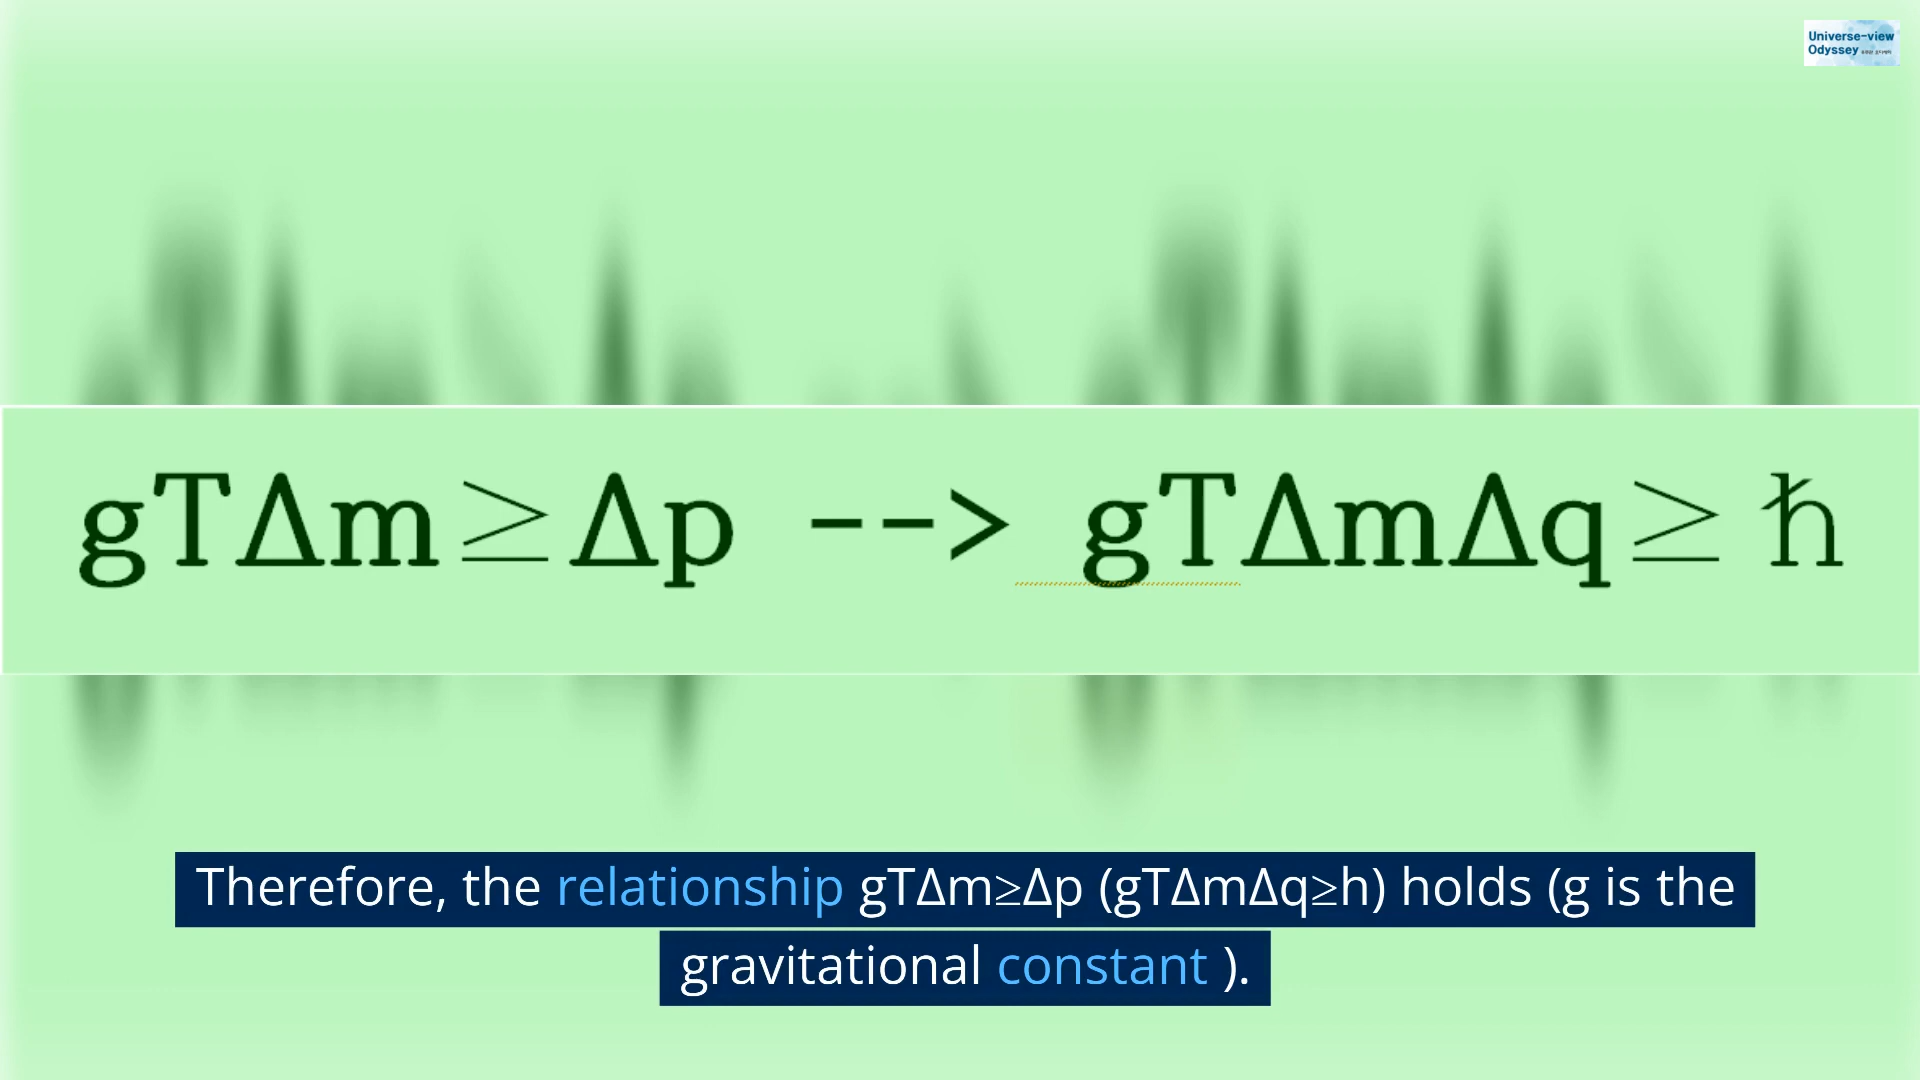 Universe-view
Odyssey
gTΔm≥Δp --> gTΔmΔq≥ ℏ
Therefore, the relationship gTΔm≥Δp (gTΔmΔq≥h) holds (g is the
gravitational constant ).